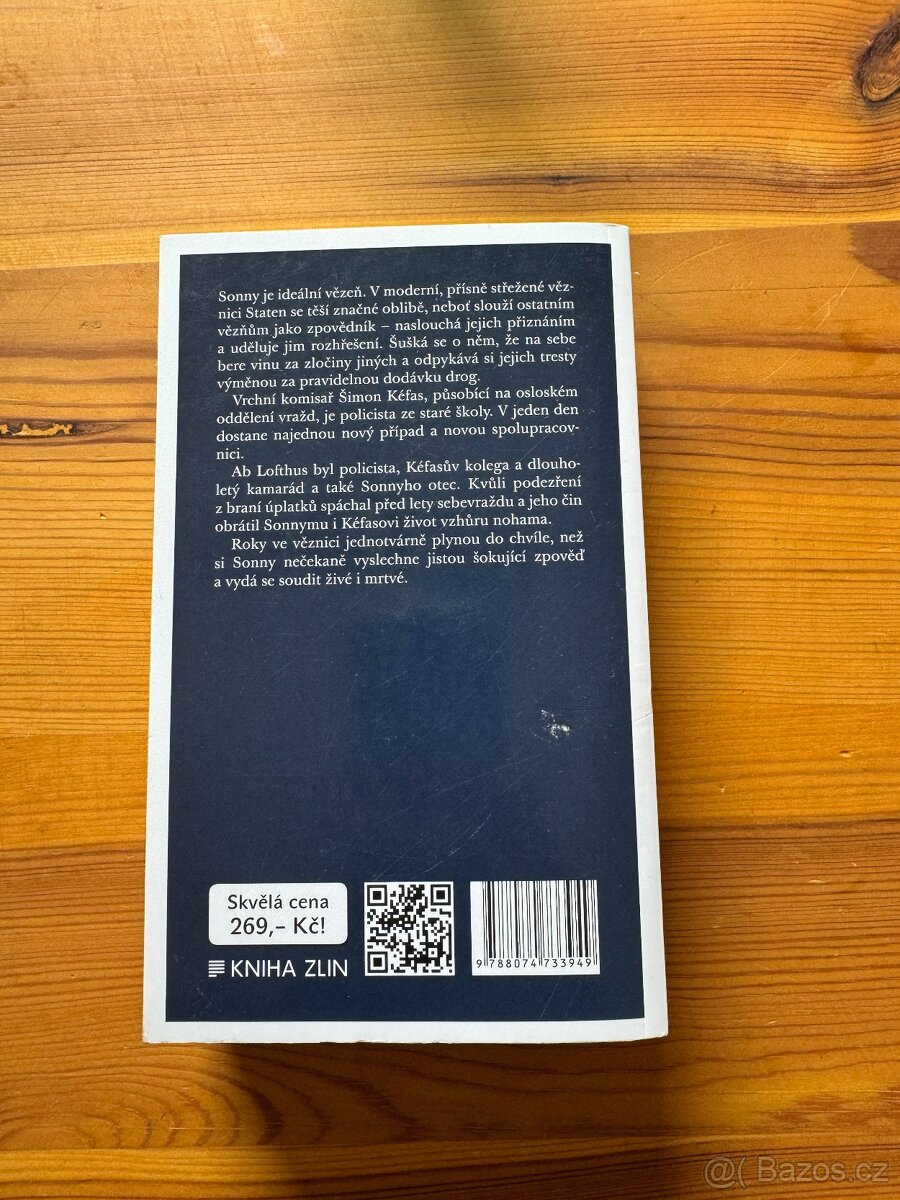 Sonny je ideální vězeň. V moderní, přísně střežené věz-
nici Staten se těší značné oblibě, neboť slouží ostatním
vězňům jako zpovědník – naslouchá jejich přiznáním
a uděluje jim rozhřešení. Šušká se o něm, že na sebe
bere vinu za zločiny jiných a odpykává si jejich tresty
výměnou za pravidelnou dodávku drog.
Vrchní komisař Šimon Kéfas, působící na osloském
oddělení vražd, je policista ze staré školy. V jeden den
dostane najednou nový případ a novou spolupracov-
nici.
Ab Lofthus byl policista, Kéfasův kolega a dlouho-
letý kamarád a také Sonnyho otec. Kvůli podezření
z braní úplatků spáchal před lety sebevraždu a jeho čin
obrátil Sonnymu i Kéfasovi život vzhůru nohama.
Roky ve věznici jednotvárně plynou do chvíle, než
si Sonny nečekaně vyslechne jistou šokující zpověď
a vydá se soudit živé i mrtvé.
Skvělá cena
269,– Kč!
KNIHA ZLIN
9 788074 733949
@( Bazos.cz